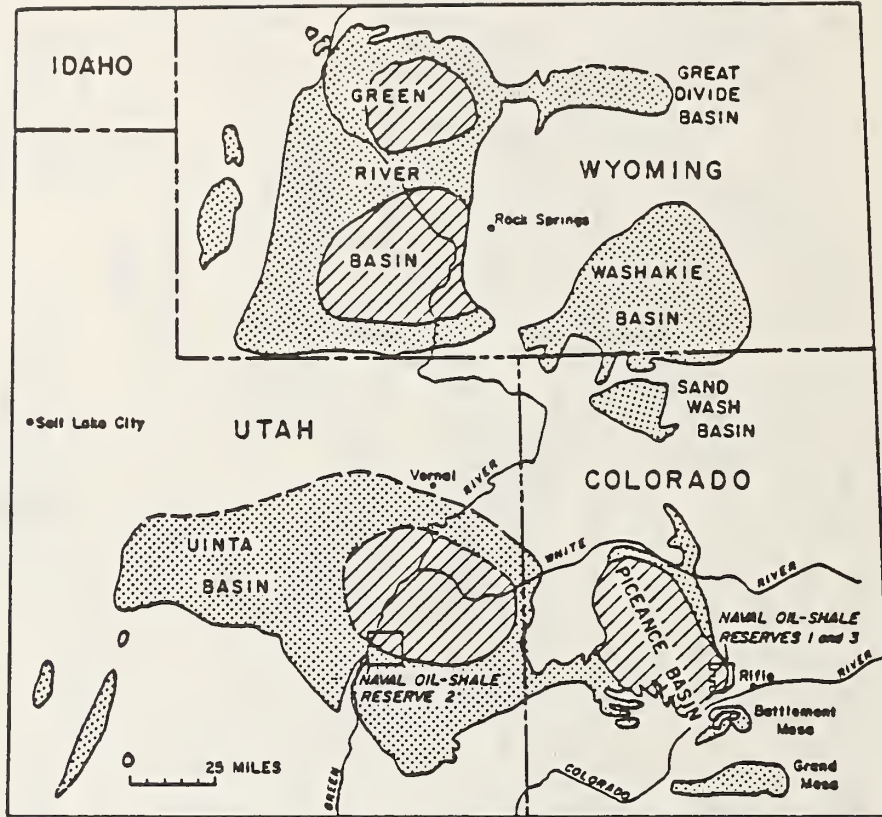 IDAHO
GREEN
RIVER
BASIN
GREAT
DIVIDE
BASIN
WYOMING
Rock Springs
WASHAKIE
BASIN
Salt Lake City
UTAH
SAND
WASH
BASIN
COLORADO
Vernal
RIVER
UINTA
BASIN
WHITE
RIVER
PICEANCE BASIN
NAVAL OIL-SHALE
RESERVES 1 and 3
Rifle
RIVER
NAVAL OIL-SHALE
RESERVE 2
Battlement
Mesa
25 MILES
GREEN
COLORADO
Grand
Mesa